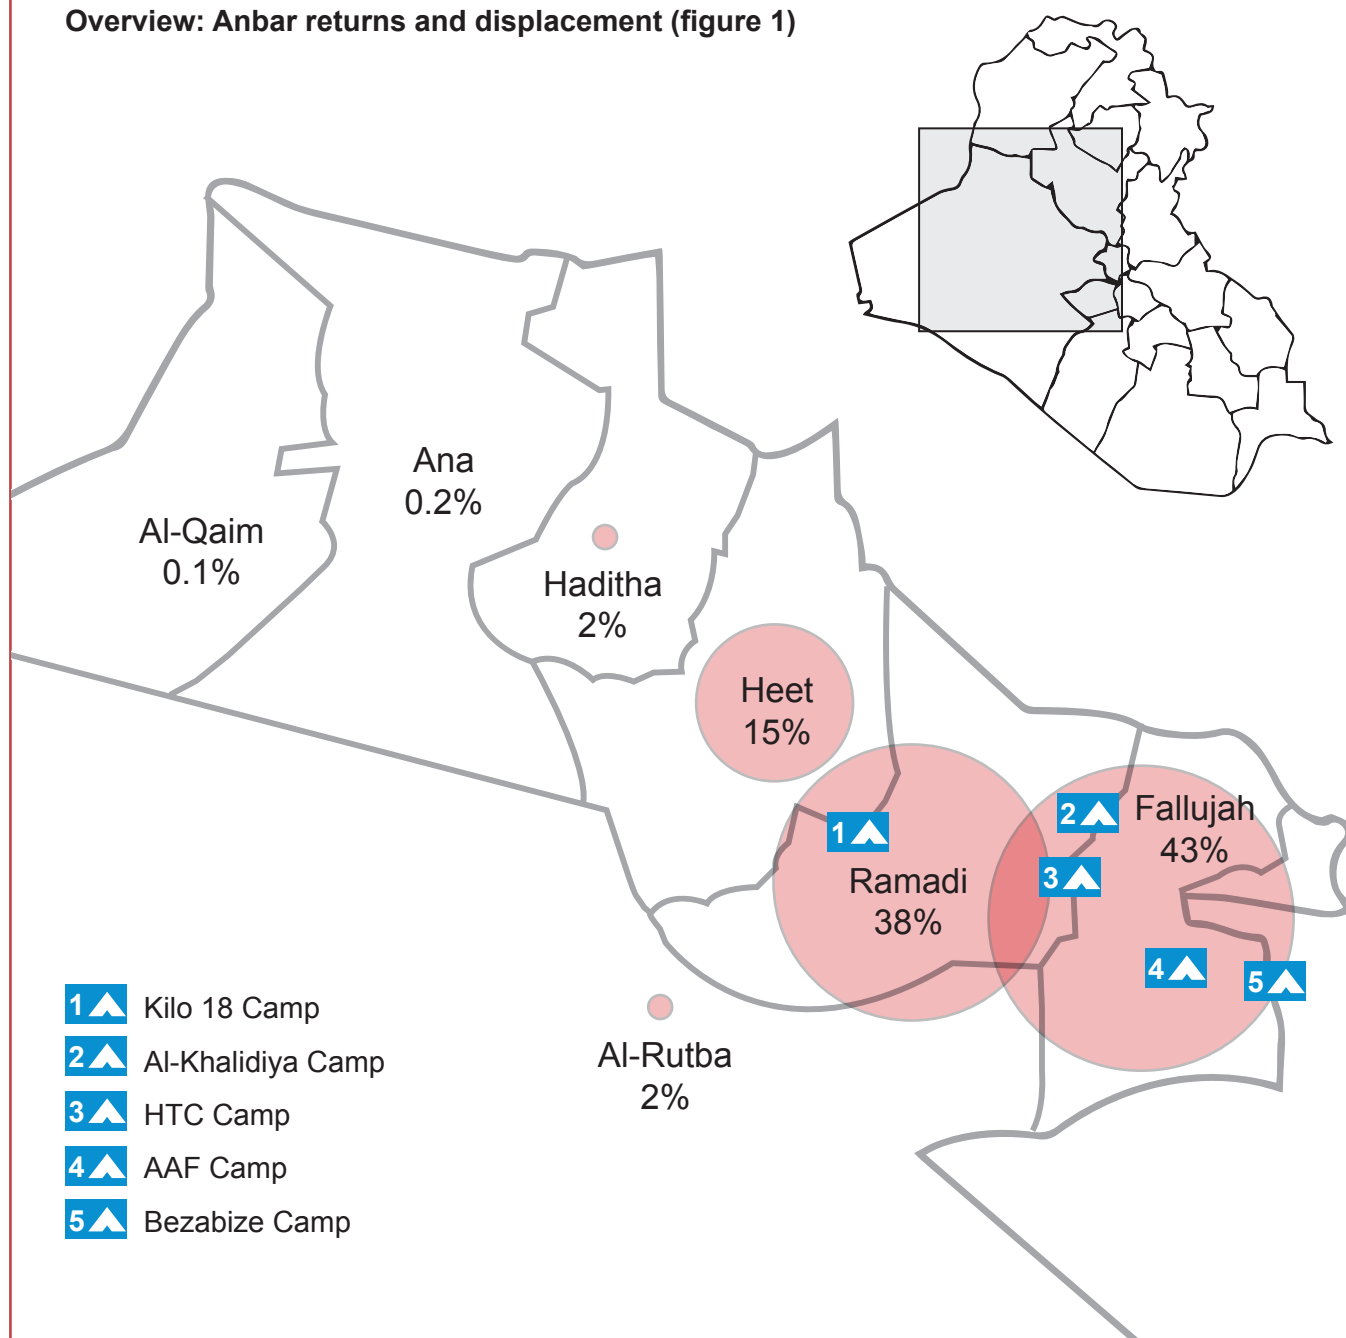 Overview: Anbar returns and displacement (figure 1)
Ana
0.2%
Al-Qaim
0.1%
Haditha
2%
Heet
15%
Ramadi
38%
Fallujah
43%
Al-Rutba
2%
1
2
3
4
5
1 Kilo 18 Camp
2 Al-Khalidiya Camp
3 HTC Camp
4 AAF Camp
5 Bezabize Camp